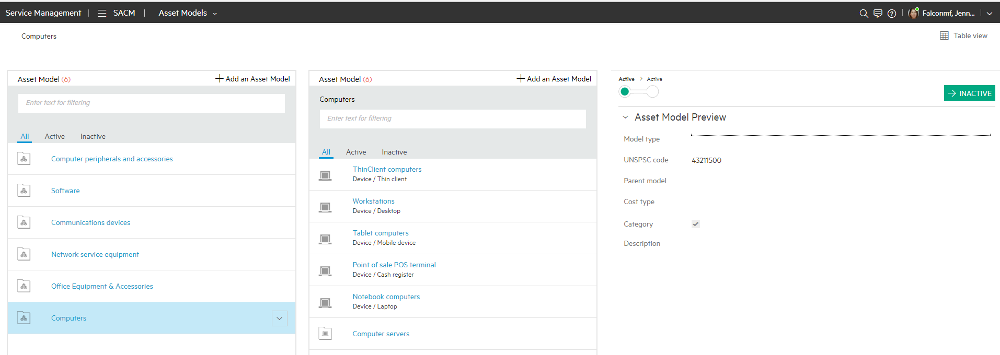 Service Management SACM Asset Models Falconmf, Jenn...
Computers
Table view
Asset Model (6) Add an Asset Model
Enter text for filtering
All Active Inactive
Computer peripherals and accessories
Software
Communications devices
Network service equipment
Office Equipment & Accessories
Computers
Asset Model (6) Add an Asset Model
Computers
Enter text for filtering
All Active Inactive
ThinClient computers
Device / Thin client
Workstations
Device / Desktop
Tablet computers
Device / Mobile device
Point of sale POS terminal
Device / Cash register
Notebook computers
Device / Laptop
Computer servers
Active > Active
INACTIVE
Asset Model Preview
Model type
UNSPSC code 43211500
Parent model
Cost type
Category
Description